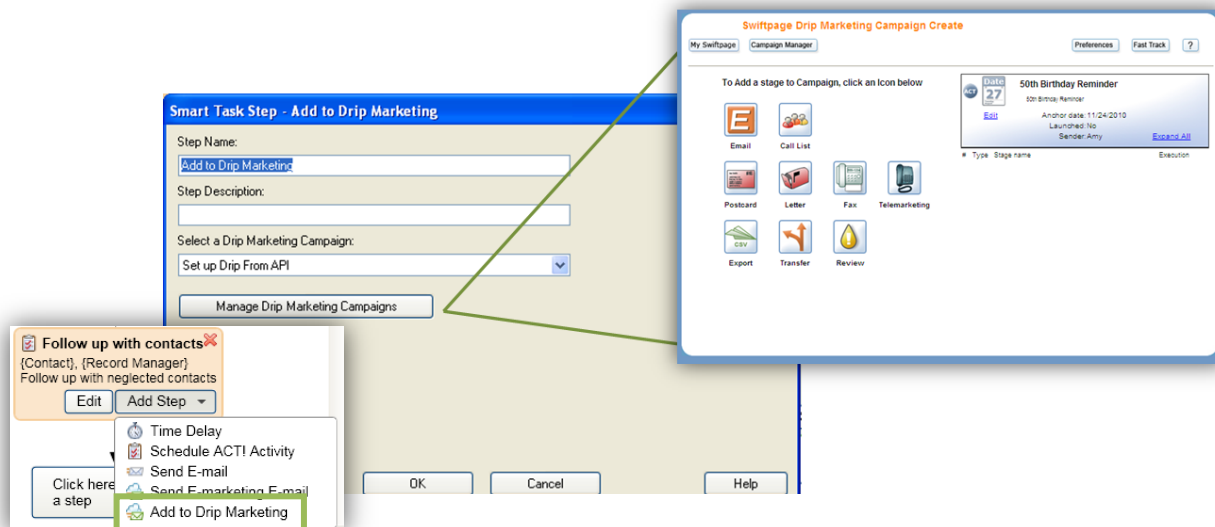 Swiftpage Drip Marketing Campaign Create
My Swiftpage
Campaign Manager
Preferences
Fast Track
?
To Add a stage to Campaign, click an Icon below
Email
Call List
Postcard
Letter
Fax
Telemarketing
CSV
Export
Transfer
Review
ACT
Date
27
50th Birthday Reminder
50th Birthday Reminder
Edit
Anchor date: 11/24/2010
Launched: No
Sender: Amy
Expand All
# Type Stage name
Execution
Smart Task Step - Add to Drip Marketing
Step Name:
Add to Drip Marketing
Step Description:
Select a Drip Marketing Campaign:
Set up Drip From API
Manage Drip Marketing Campaigns
OK
Cancel
Help
Follow up with contacts
{Contact}, {Record Manager}
Follow up with neglected contacts
Edit
Add Step
Time Delay
Schedule ACT! Activity
Send E-mail
Send E-marketing E-mail
Add to Drip Marketing
Click here
a step